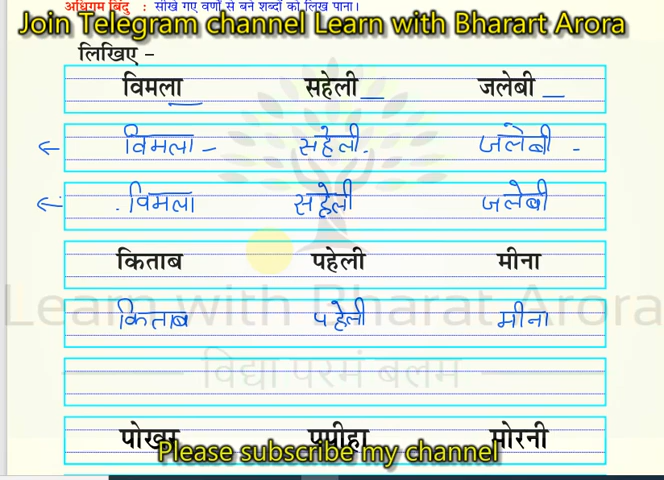 अधिगम बिंदु : सीखे गए वर्णों से बने शब्दों को लिख पाना।
Join Telegram channel Learn with Bharart Arora
लिखिए -
विमला सहेली जलेबी
विमला सहेली जलेबी
विमला सहेली जलेबी
किताब पहेली मीना
Learn with Bharat Arora
किताब पहेली मीना
विद्या परमं बलम
पोखर पपीहा मोरनी
Please subscribe my channel